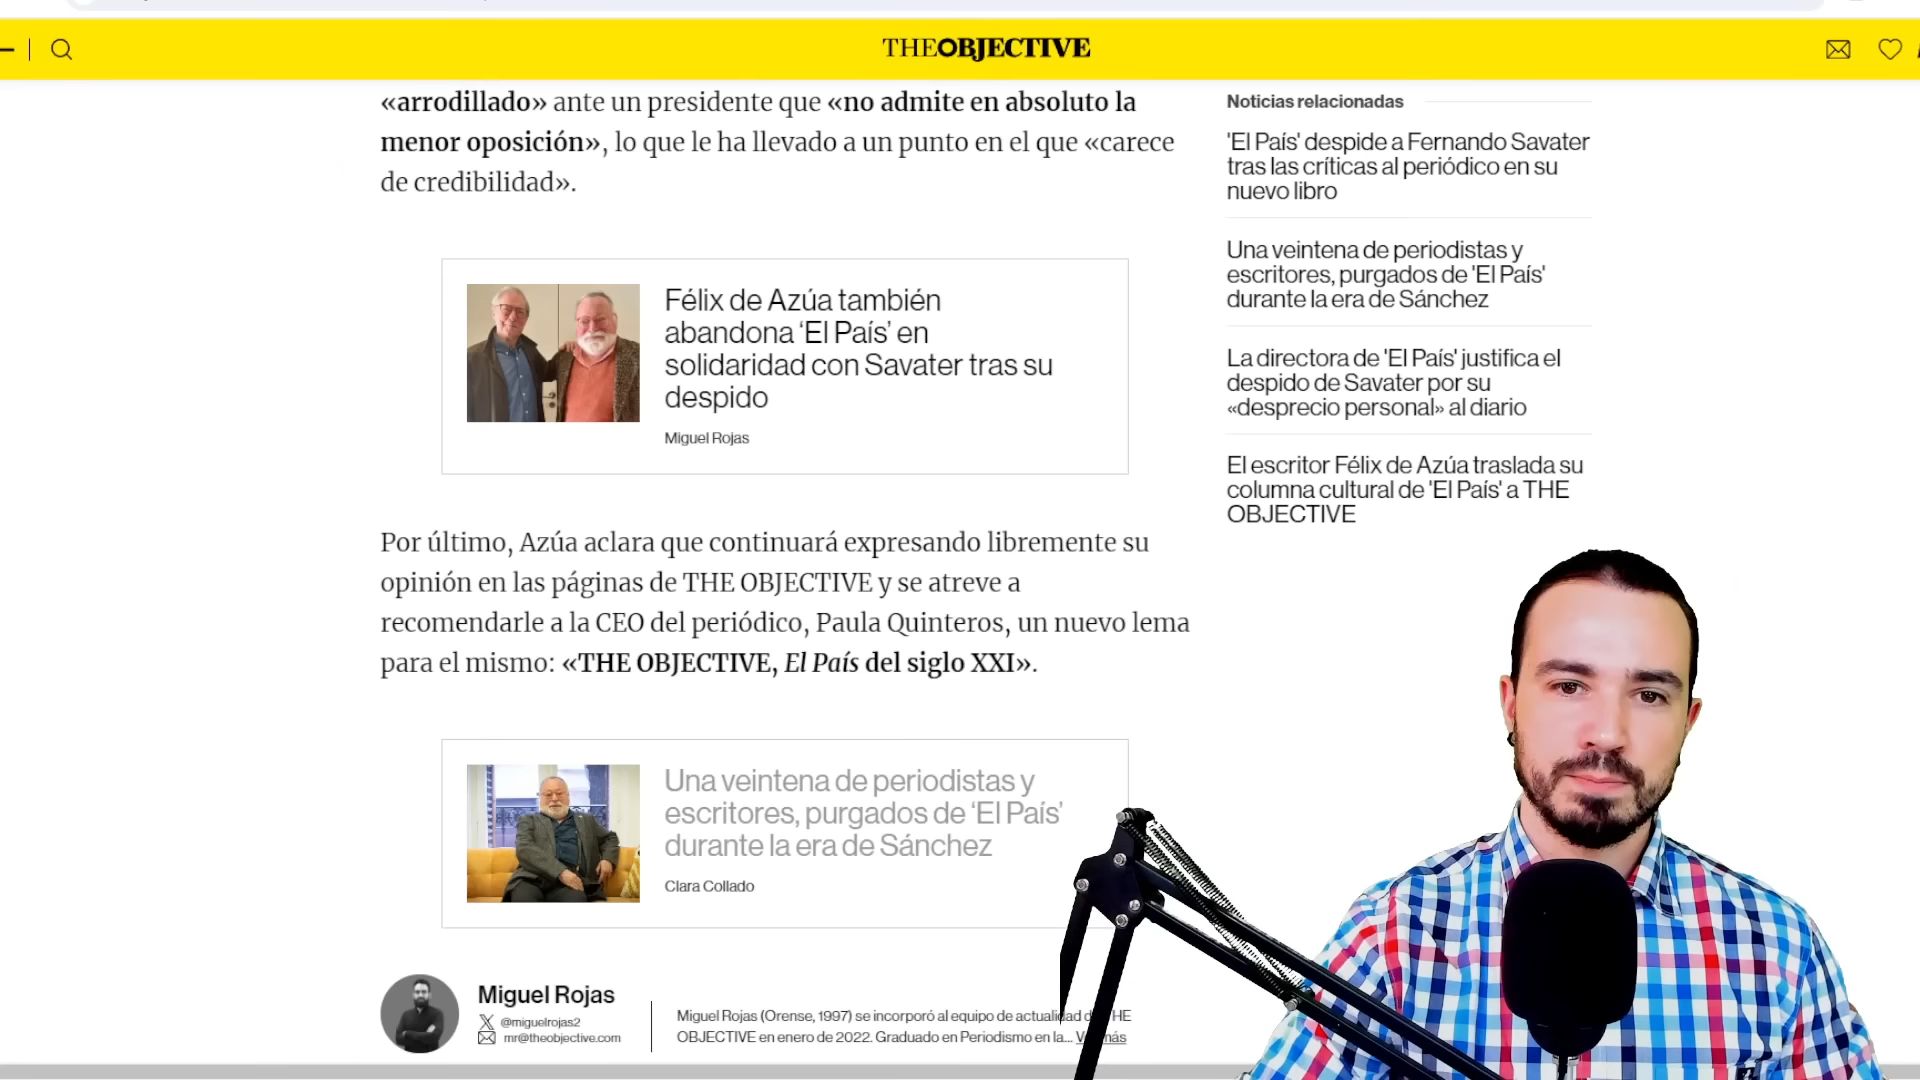 THE OBJECTIVE
«arrodillado» ante un presidente que «no admite en absoluto la
menor oposición», lo que le ha llevado a un punto en el que «carece
de credibilidad».
Félix de Azúa también
abandona ‘El País’ en
solidaridad con Savater tras su
despido
Miguel Rojas
Por último, Azúa aclara que continuará expresando libremente su
opinión en las páginas de THE OBJECTIVE y se atreve a
recomendarle a la CEO del periódico, Paula Quinteros, un nuevo lema
para el mismo: «THE OBJECTIVE, El País del siglo XXI».
Una veintena de periodistas y
escritores, purgados de ‘El País’
durante la era de Sánchez
Clara Collado
Miguel Rojas
@miguelrojas2
mr@theobjective.com
Miguel Rojas (Orense, 1997) se incorporó al equipo de actualidad d HE
OBJECTIVE en enero de 2022. Graduado en Periodismo en la... V más
Noticias relacionadas
'El País' despide a Fernando Savater
tras las críticas al periódico en su
nuevo libro
Una veintena de periodistas y
escritores, purgados de 'El País'
durante la era de Sánchez
La directora de 'El País' justifica el
despido de Savater por su
«desprecio personal» al diario
El escritor Félix de Azúa traslada su
columna cultural de 'El País' a THE
OBJECTIVE